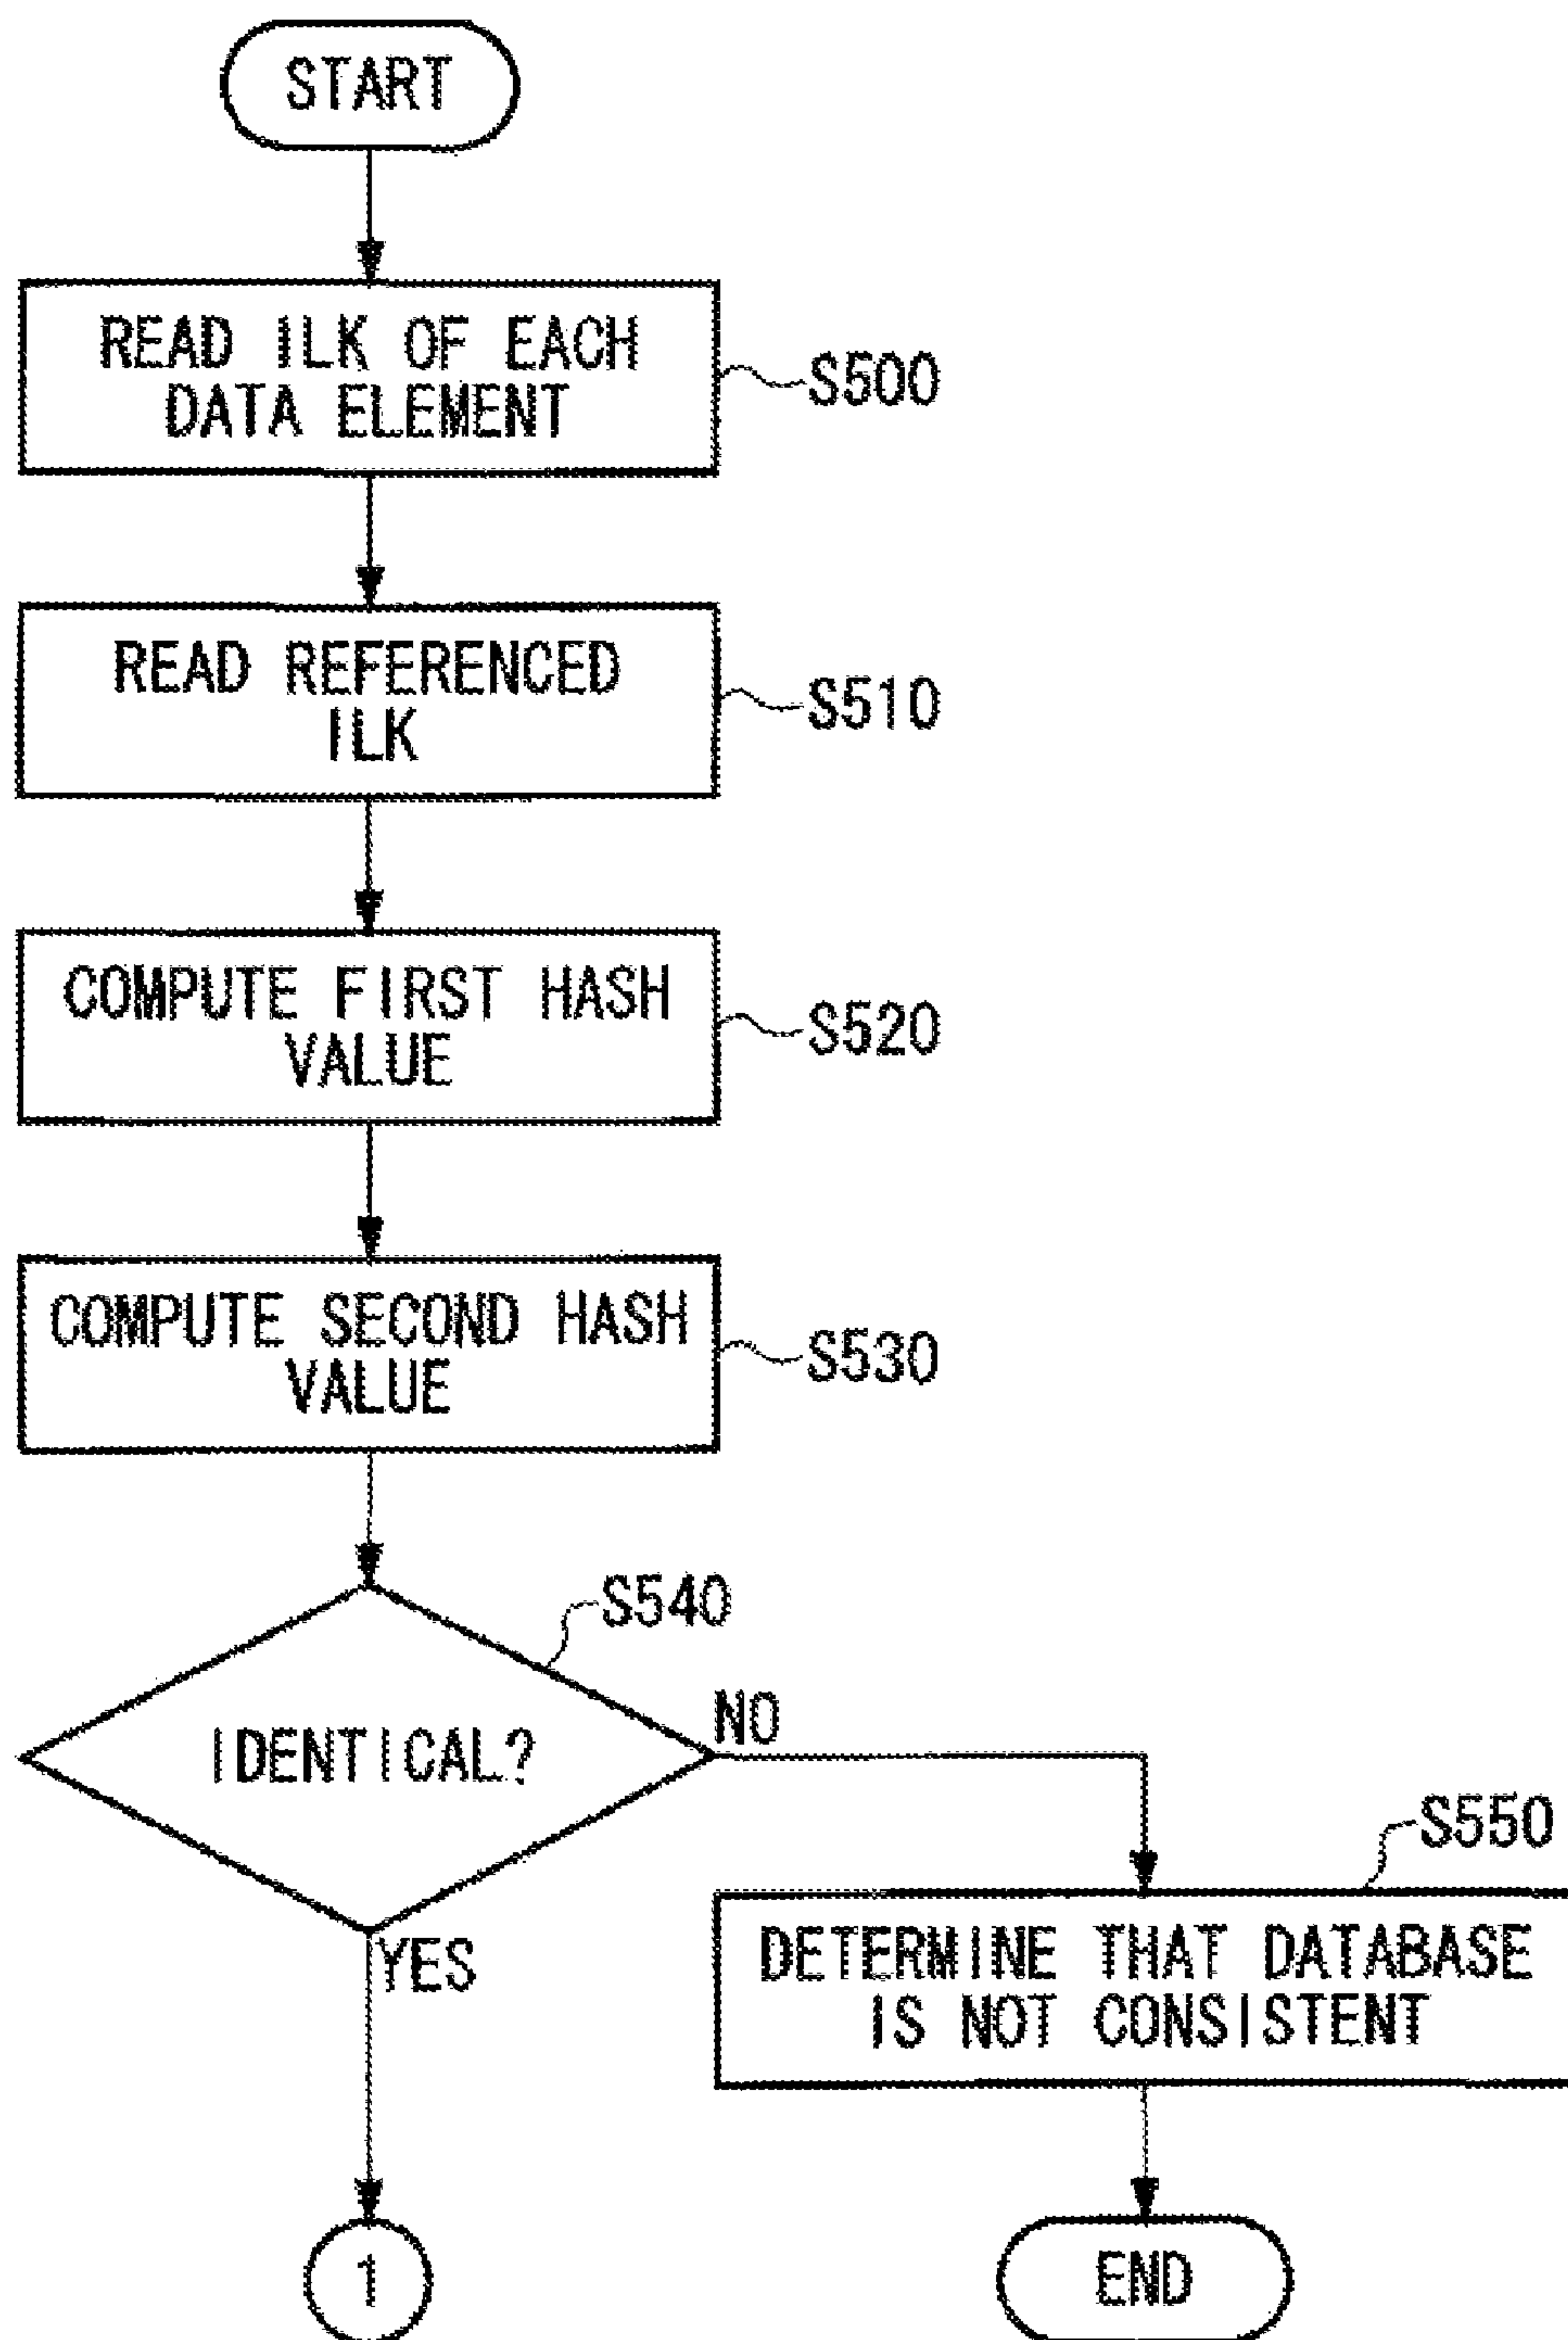 START
READ ILK OF EACH
DATA ELEMENT
S500
READ REFERENCED
ILK
S510
COMPUTE FIRST HASH
VALUE
S520
COMPUTE SECOND HASH
VALUE
S530
S540
IDENTICAL?
NO
YES
S550
DETERMINE THAT DATABASE
IS NOT CONSISTENT
1
END